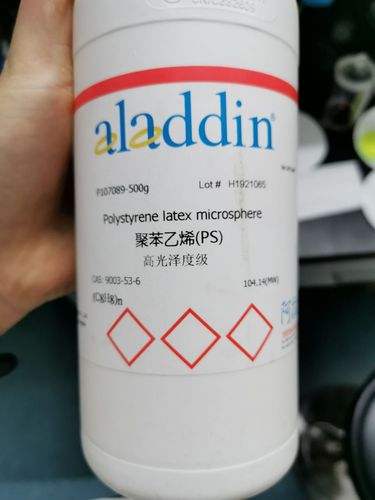 aladdin®
P107089-500g
Lot # H1921065
Polystyrene latex microsphere
聚苯乙烯(PS)
高光泽度级
CAS: 9003-53-6
104.14(MW)
(C8H8)n